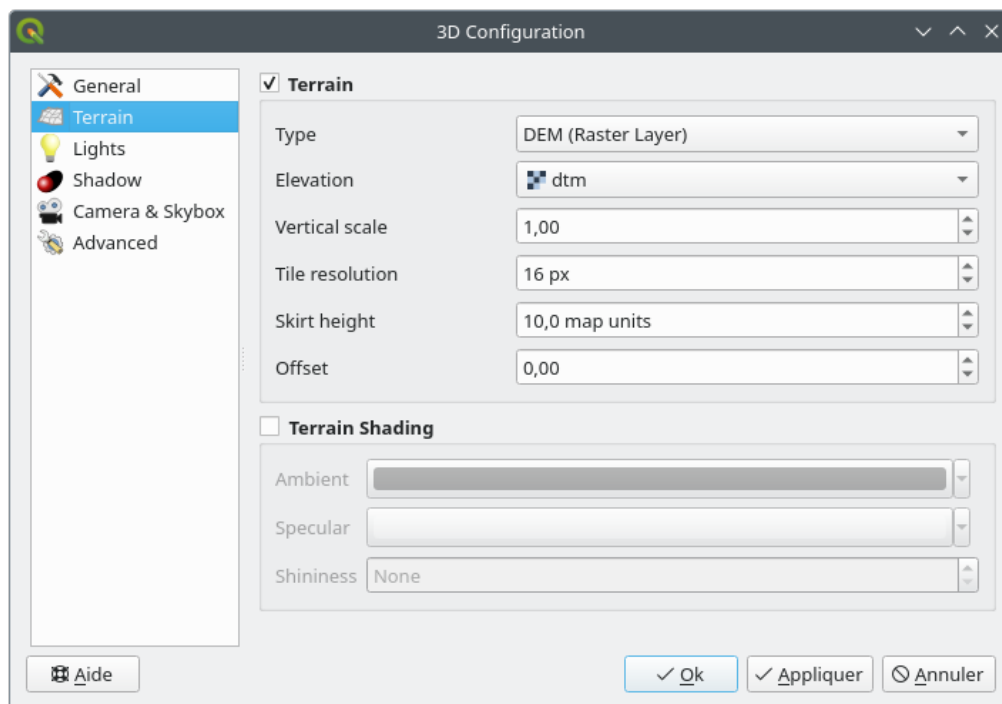 3D Configuration
General
Terrain
Lights
Shadow
Camera & Skybox
Advanced
Terrain
Type DEM (Raster Layer)
Elevation dtm
Vertical scale 1,00
Tile resolution 16 px
Skirt height 10,0 map units
Offset 0,00
Terrain Shading
Ambient
Specular
Shininess None
Aide Ok Appliquer Annuler